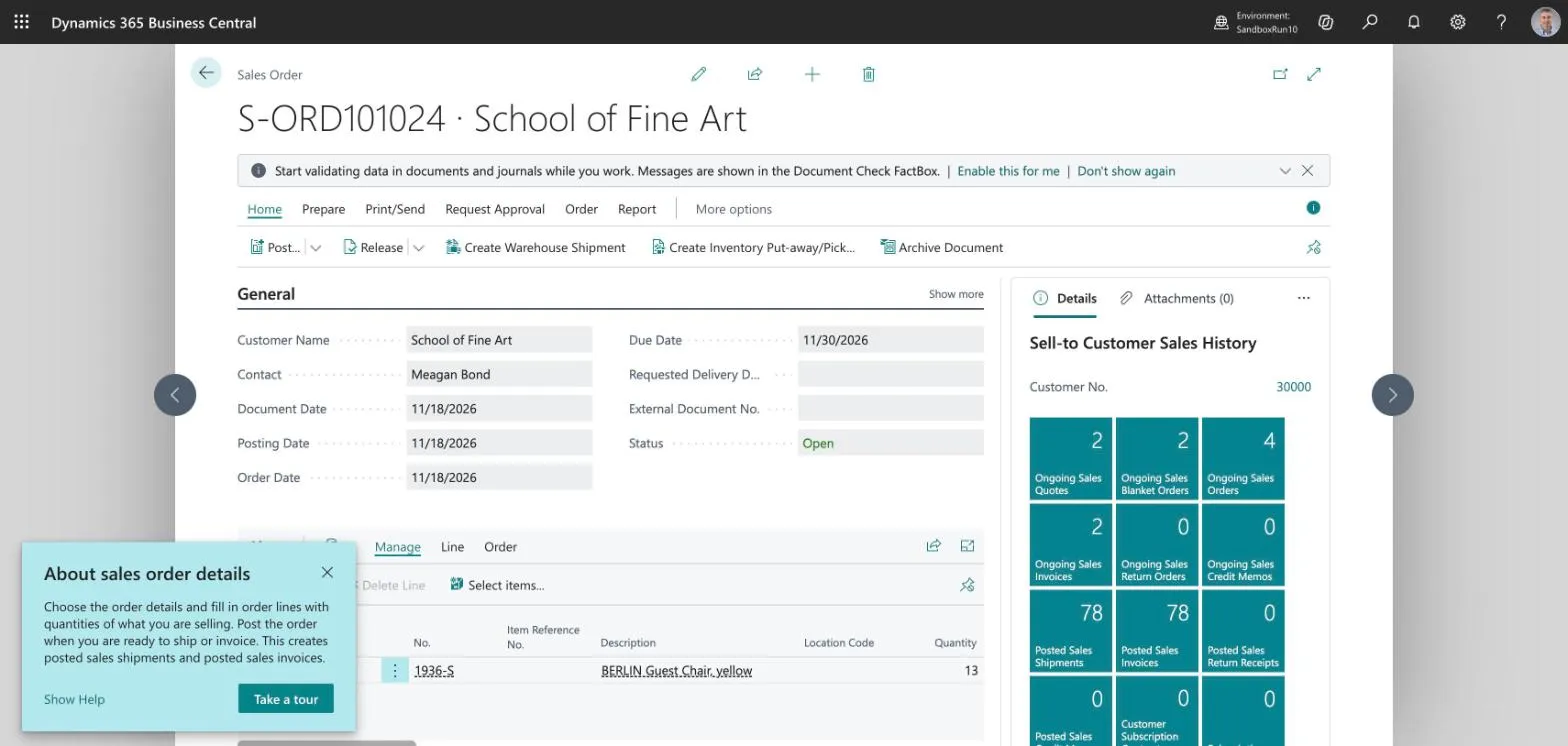 Dynamics 365 Business Central
Environment:
SandboxRun10
Sales Order
S-ORD101024 · School of Fine Art
Start validating data in documents and journals while you work. Messages are shown in the Document Check FactBox. | Enable this for me | Don't show again
Home Prepare Print/Send Request Approval Order Report More options
Post... Release Create Warehouse Shipment Create Inventory Put-away/Pick... Archive Document
General Show more
Customer Name School of Fine Art
Contact Meagan Bond
Document Date 11/18/2026
Posting Date 11/18/2026
Order Date 11/18/2026
Due Date 11/30/2026
Requested Delivery D...
External Document No.
Status Open
Manage Line Order
Delete Line Select items...
No. Item Reference No. Description Location Code Quantity
1936-S BERLIN Guest Chair, yellow 13
About sales order details
Choose the order details and fill in order lines with
quantities of what you are selling. Post the order
when you are ready to ship or invoice. This creates
posted sales shipments and posted sales invoices.
Show Help Take a tour
Details Attachments (0)
Sell-to Customer Sales History
Customer No. 30000
2
Ongoing Sales
Quotes
2
Ongoing Sales
Blanket Orders
4
Ongoing Sales
Orders
2
Ongoing Sales
Invoices
0
Ongoing Sales
Return Orders
0
Ongoing Sales
Credit Memos
78
Posted Sales
Shipments
78
Posted Sales
Invoices
0
Posted Sales
Return Receipts
0
Posted Sales
0
Customer
Subscription
0